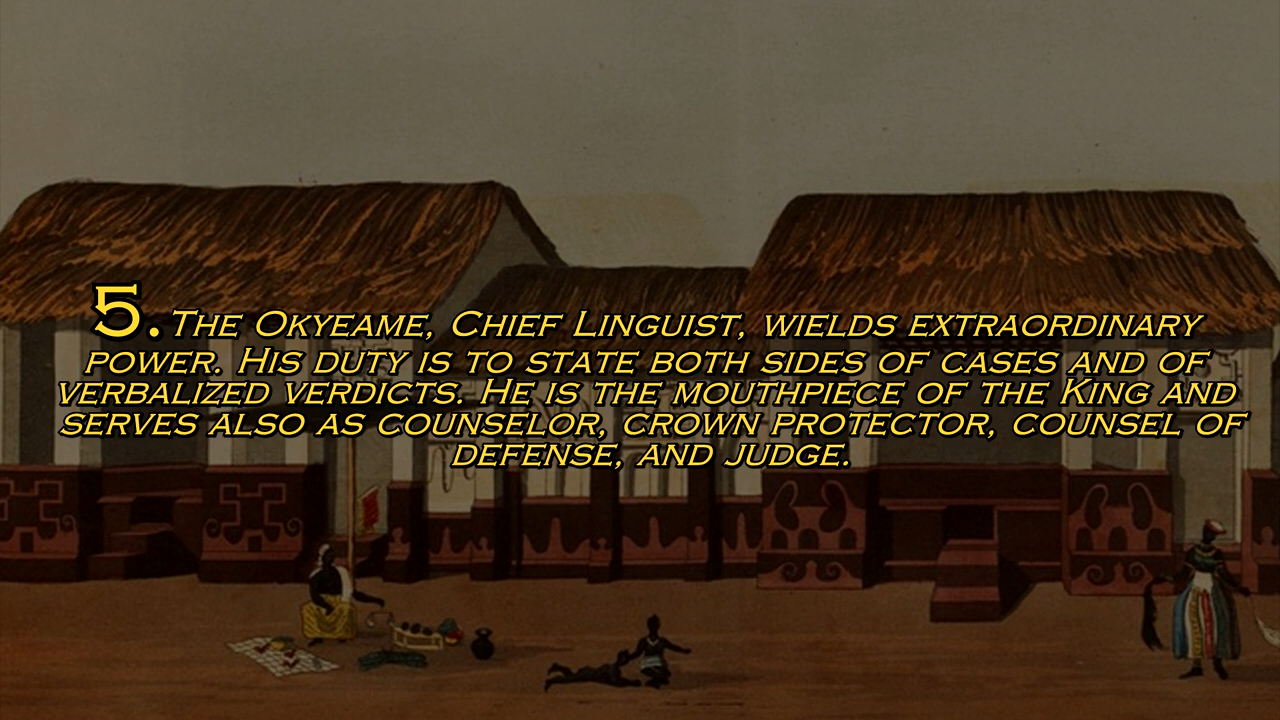 5. The Okyeame, Chief Linguist, wields extraordinary
power. His duty is to state both sides of cases and of
verbalized verdicts. He is the mouthpiece of the King and
serves also as counselor, crown protector, counsel of
defense, and judge.